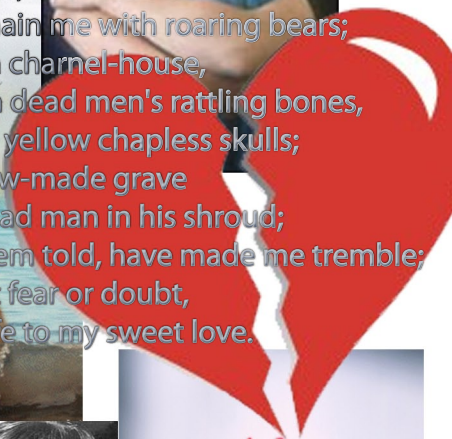 ain me with roaring bears;
charnel-house,
dead men's rattling bones,
yellow chapless skulls;
w-made grave
ad man in his shroud;
em told, have made me tremble;
fear or doubt,
e to my sweet love.